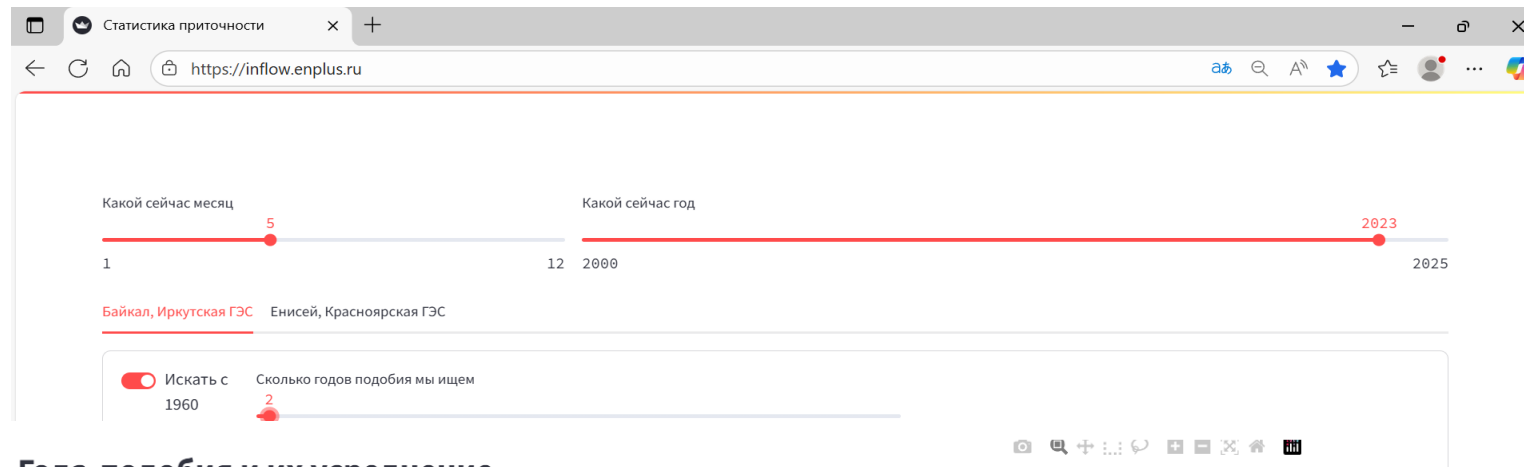 Статистика приточности
https://inflow.enplus.ru
Какой сейчас месяц
Какой сейчас год
5
2023
1
12
2000
2025
Байкал, Иркутская ГЭС
Енисей, Красноярская ГЭС
Искать с
1960
Сколько годов подобия мы ищем
2